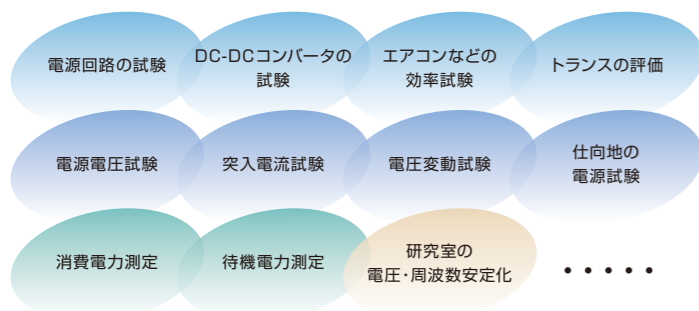 電源回路の試験
DC-DCコンバータの
試験
エアコンなどの
効率試験
トランスの評価
電源電圧試験
突入電流試験
電圧変動試験
仕向地の
電源試験
消費電力測定
待機電力測定
研究室の
電圧・周波数安定化
・・・・・